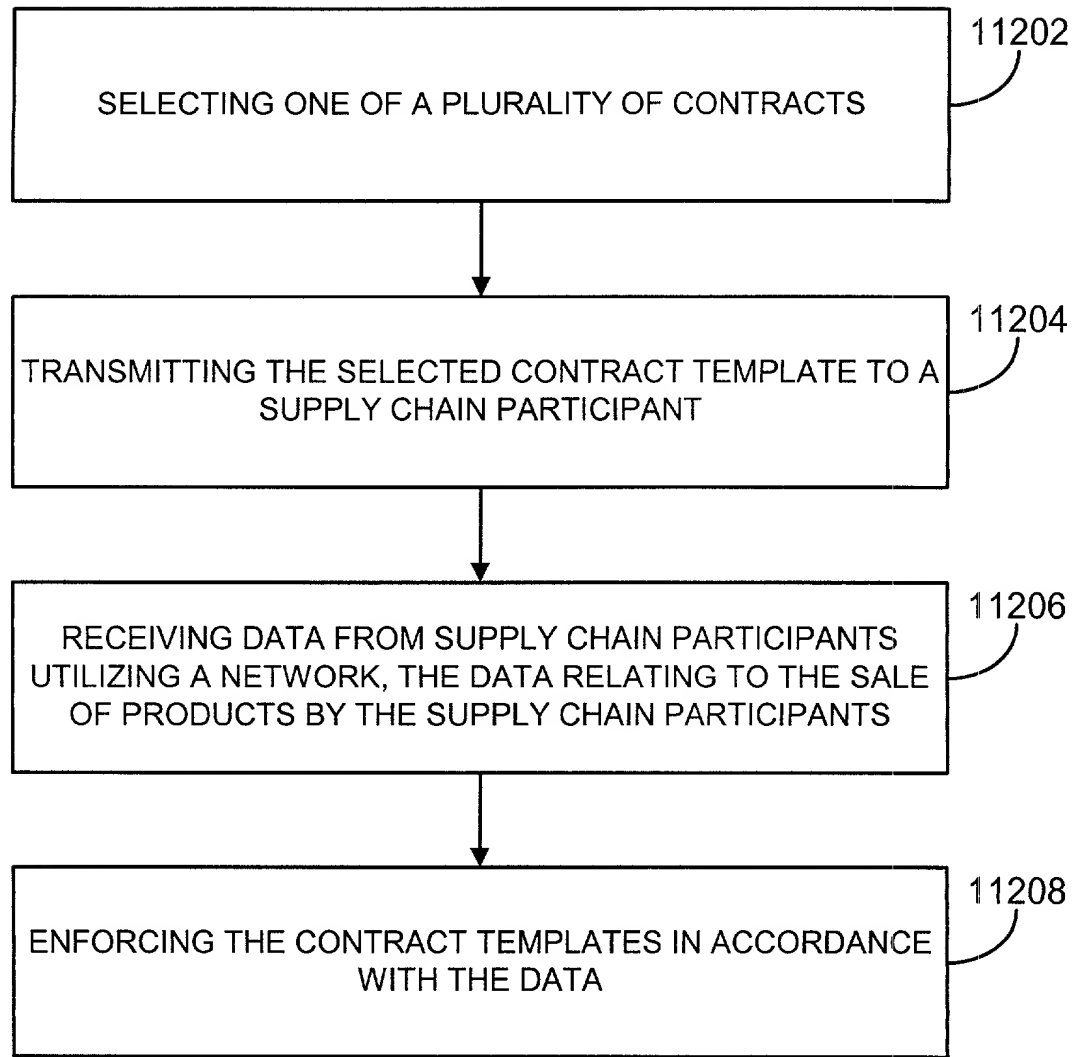 11202
SELECTING ONE OF A PLURALITY OF CONTRACTS
11204
TRANSMITTING THE SELECTED CONTRACT TEMPLATE TO A
SUPPLY CHAIN PARTICIPANT
11206
RECEIVING DATA FROM SUPPLY CHAIN PARTICIPANTS
UTILIZING A NETWORK, THE DATA RELATING TO THE SALE
OF PRODUCTS BY THE SUPPLY CHAIN PARTICIPANTS
11208
ENFORCING THE CONTRACT TEMPLATES IN ACCORDANCE
WITH THE DATA